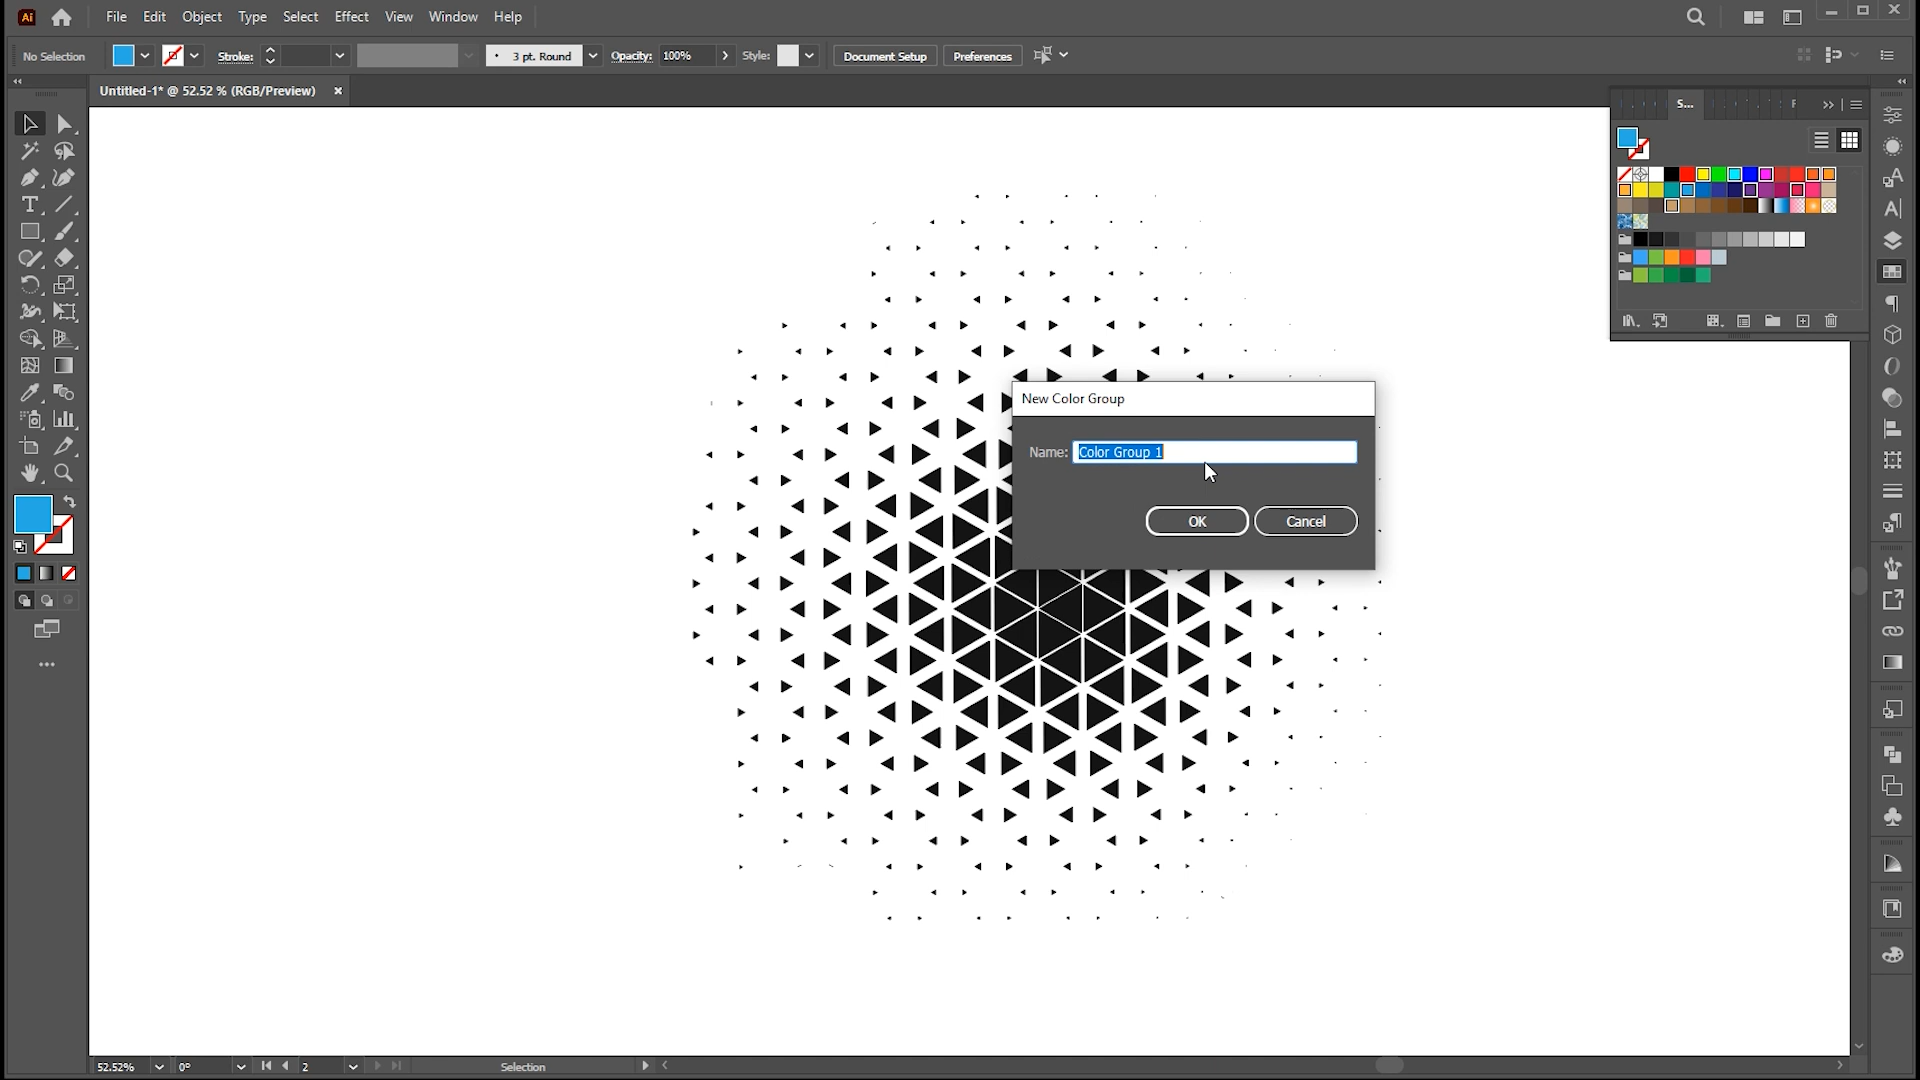 Ai File Edit Object Type Select Effect View Window Help
No Selection Stroke: 3 pt. Round Opacity: 100% Style: Document Setup Preferences
Untitled-1* @ 52.52 % (RGB/Preview) ×
S...
New Color Group
Name: Color Group 1
OK Cancel
52.52% 0° 2 Selection